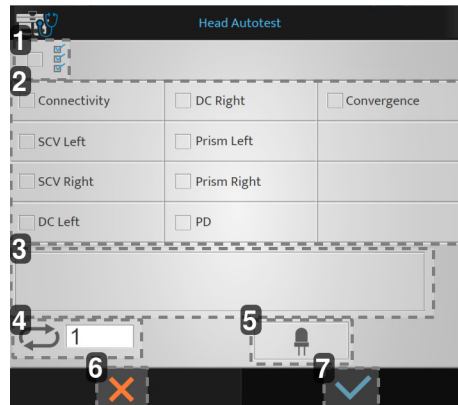 Head Autotest
1
2
Connectivity DC Right Convergence
SCV Left Prism Left
SCV Right Prism Right
DC Left PD
3
4 1 5
6 7